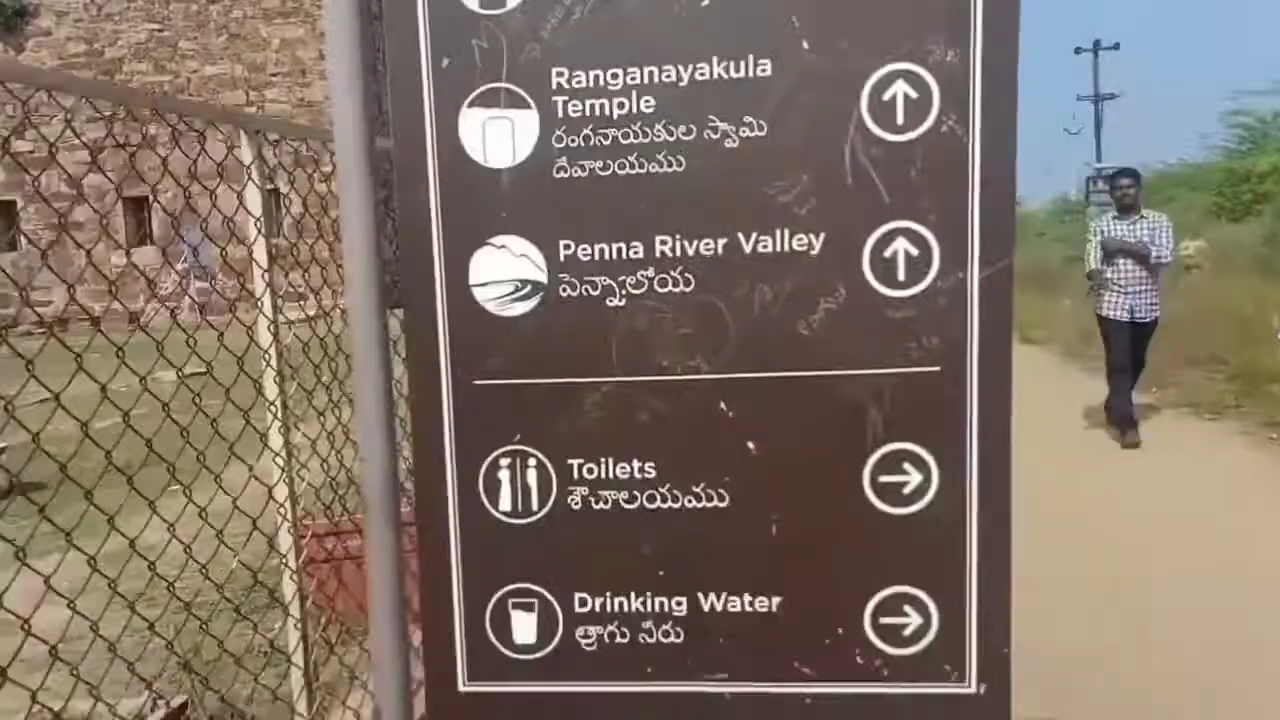 Ranganayakula
Temple
రంగనాయకుల స్వామి
దేవాలయము
Penna River Valley
పెన్నాలోయ
Toilets
శౌచాలయము
Drinking Water
త్రాగు నీరు